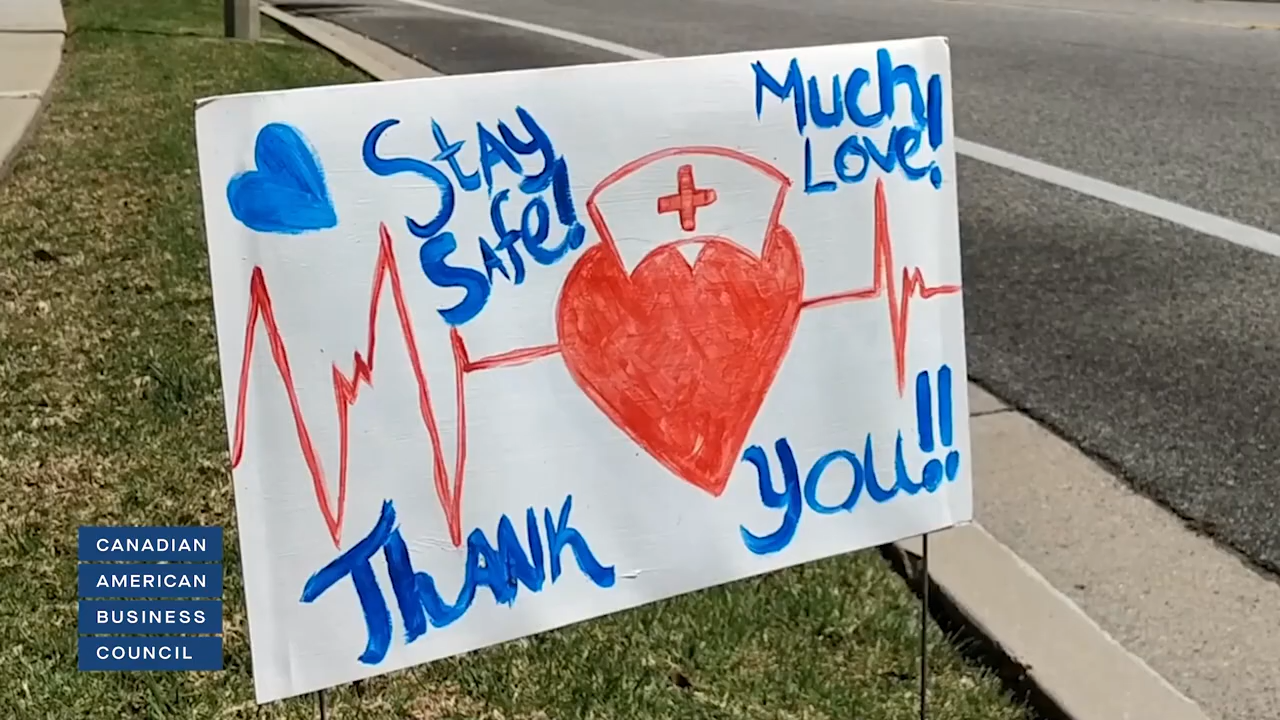 Stay
Safe!
Much
Love!
Thank You!!
CANADIAN
AMERICAN
BUSINESS
COUNCIL